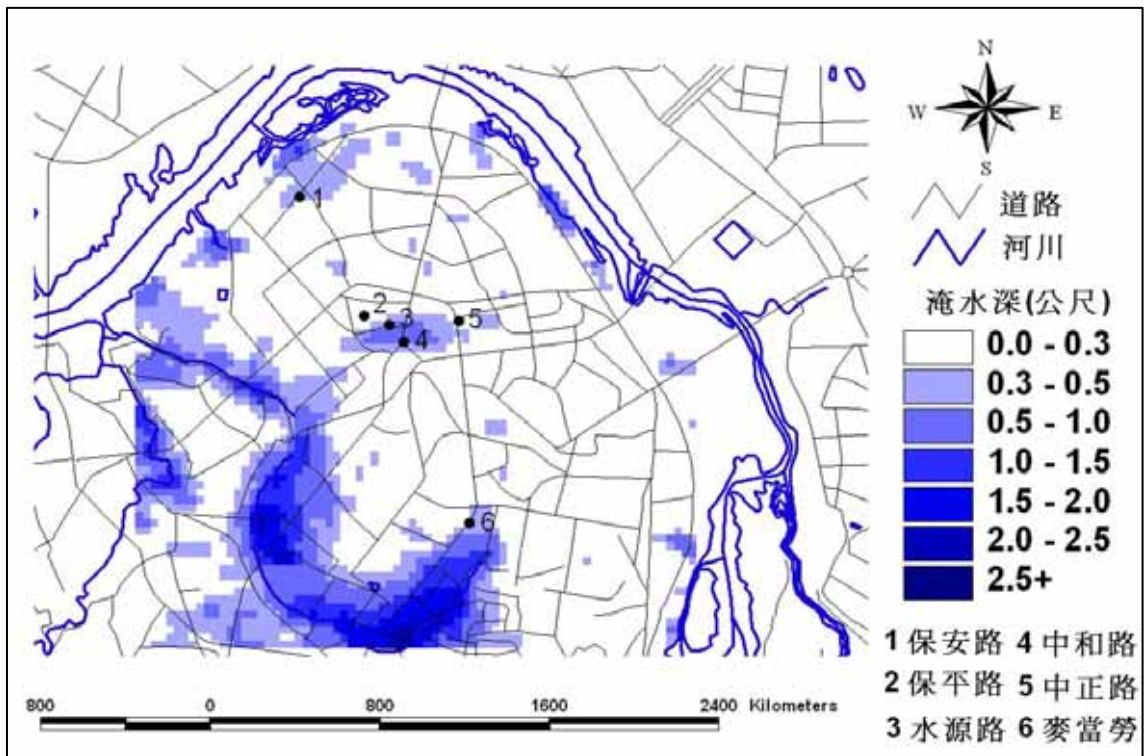 N
W E
S
道路
河川
淹水深(公尺)
0.0 - 0.3
0.3 - 0.5
0.5 - 1.0
1.0 - 1.5
1.5 - 2.0
2.0 - 2.5
2.5+
1 保安路 4 中和路
2 保平路 5 中正路
3 水源路 6 麥當勞
1
2
3
4
5
6
800 0 800 1600 2400 Kilometers